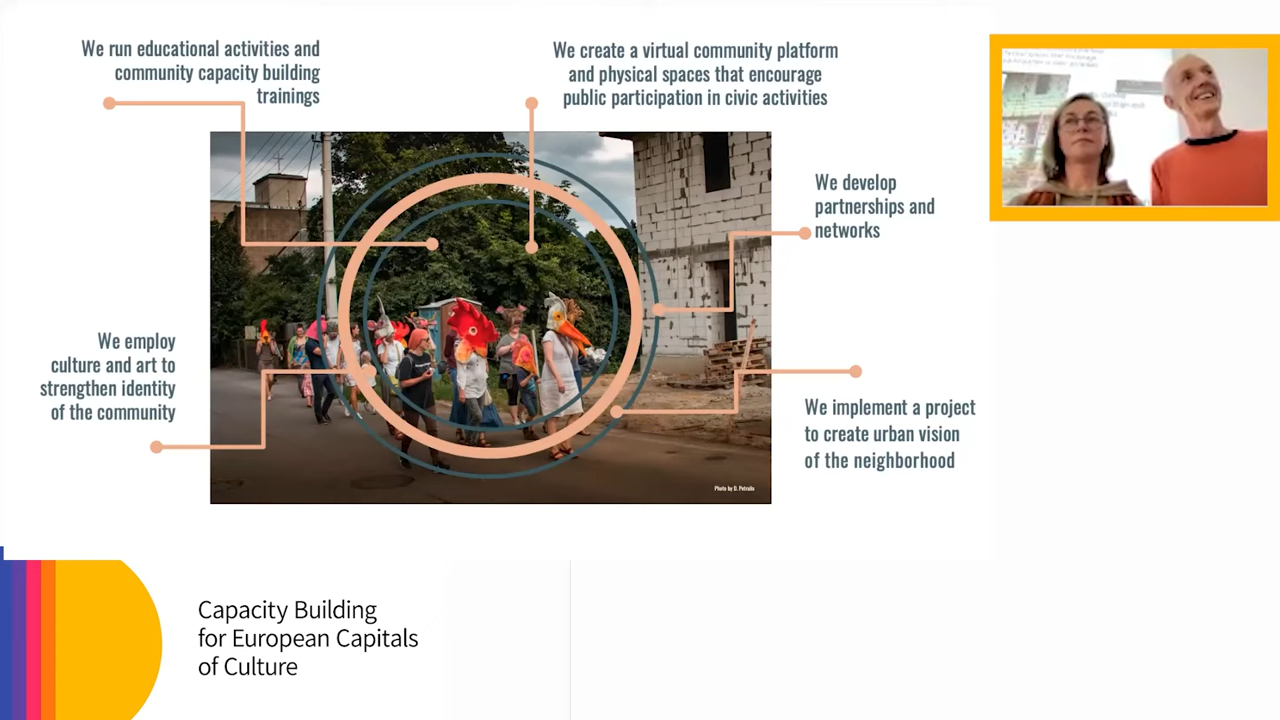 We run educational activities and
community capacity building
trainings
We create a virtual community platform
and physical spaces that encourage
public participation in civic activities
We develop
partnerships and
networks
We employ
culture and art to
strengthen identity
of the community
We implement a project
to create urban vision
of the neighborhood
Photo by D. Petrulis
Capacity Building
for European Capitals
of Culture